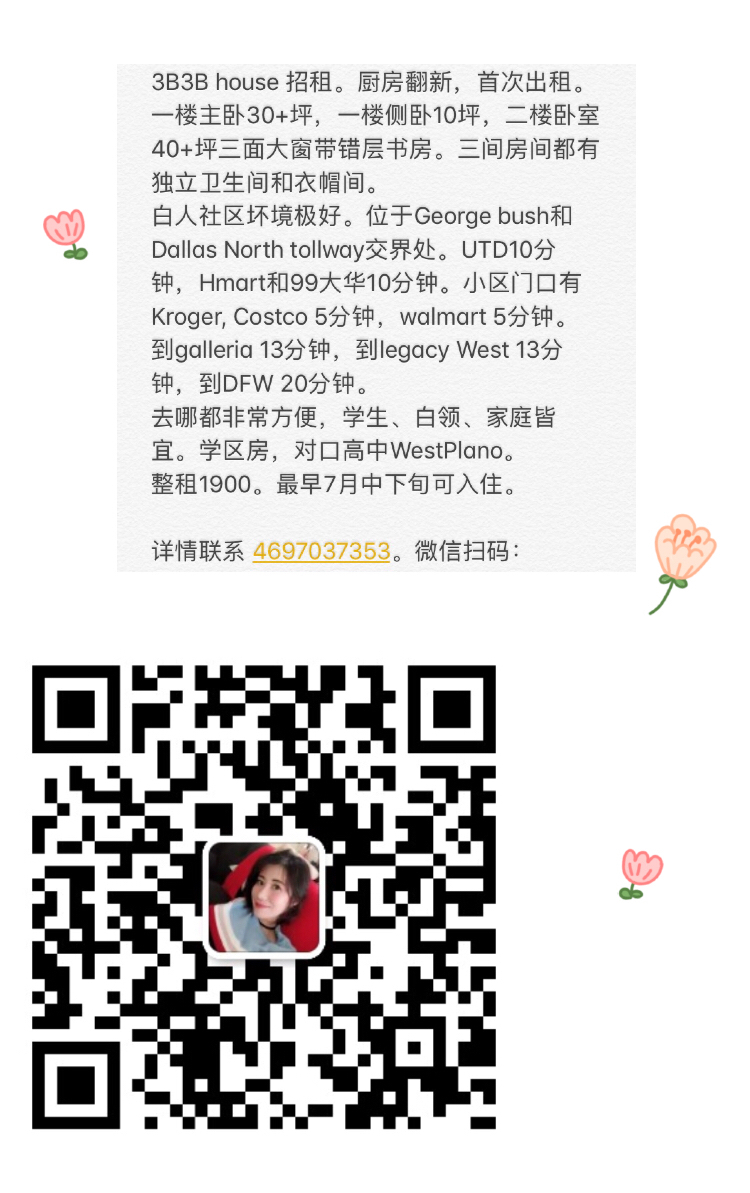 3B3B house 招租。厨房翻新，首次出租。
一楼主卧30+坪，一楼侧卧10坪，二楼卧室
40+坪三面大窗带错层书房。三间房间都有
独立卫生间和衣帽间。
白人社区坏境极好。位于George bush和
Dallas North tollway交界处。UTD10分
钟，Hmart和99大华10分钟。小区门口有
Kroger, Costco 5分钟，walmart 5分钟。
到galleria 13分钟，到legacy West 13分
钟，到DFW 20分钟。
去哪都非常方便，学生、白领、家庭皆
宜。学区房，对口高中WestPlano。
整租1900。最早7月中下旬可入住。
详情联系 4697037353。微信扫码：